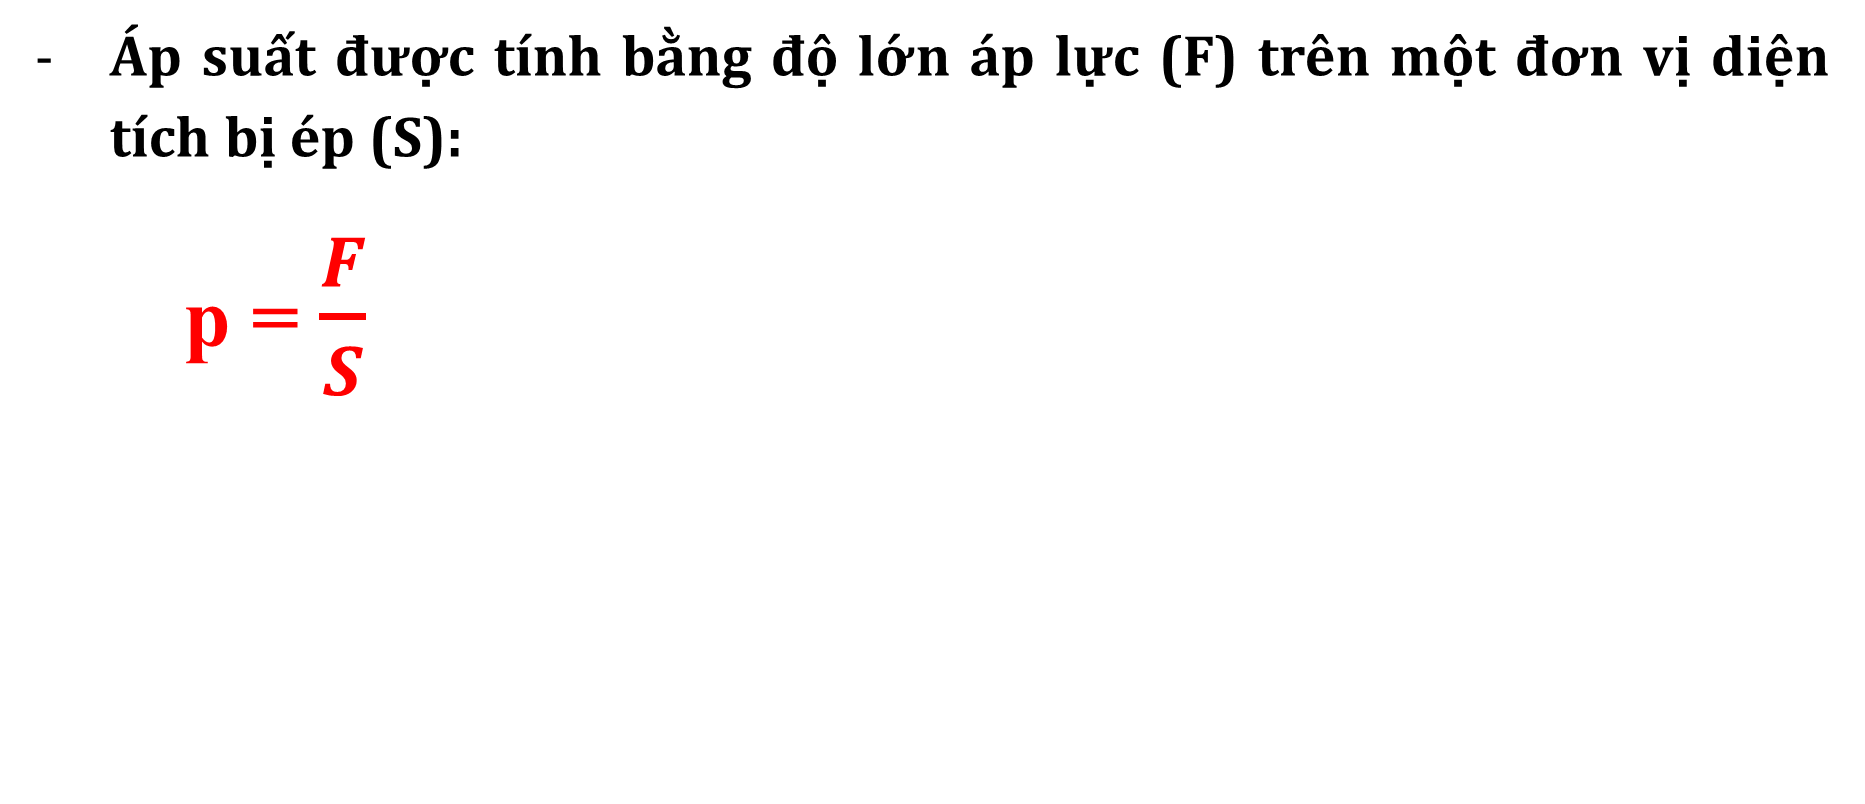 - Áp suất được tính bằng độ lớn áp lực (F) trên một đơn vị diện
tích bị ép (S):
p = F/S